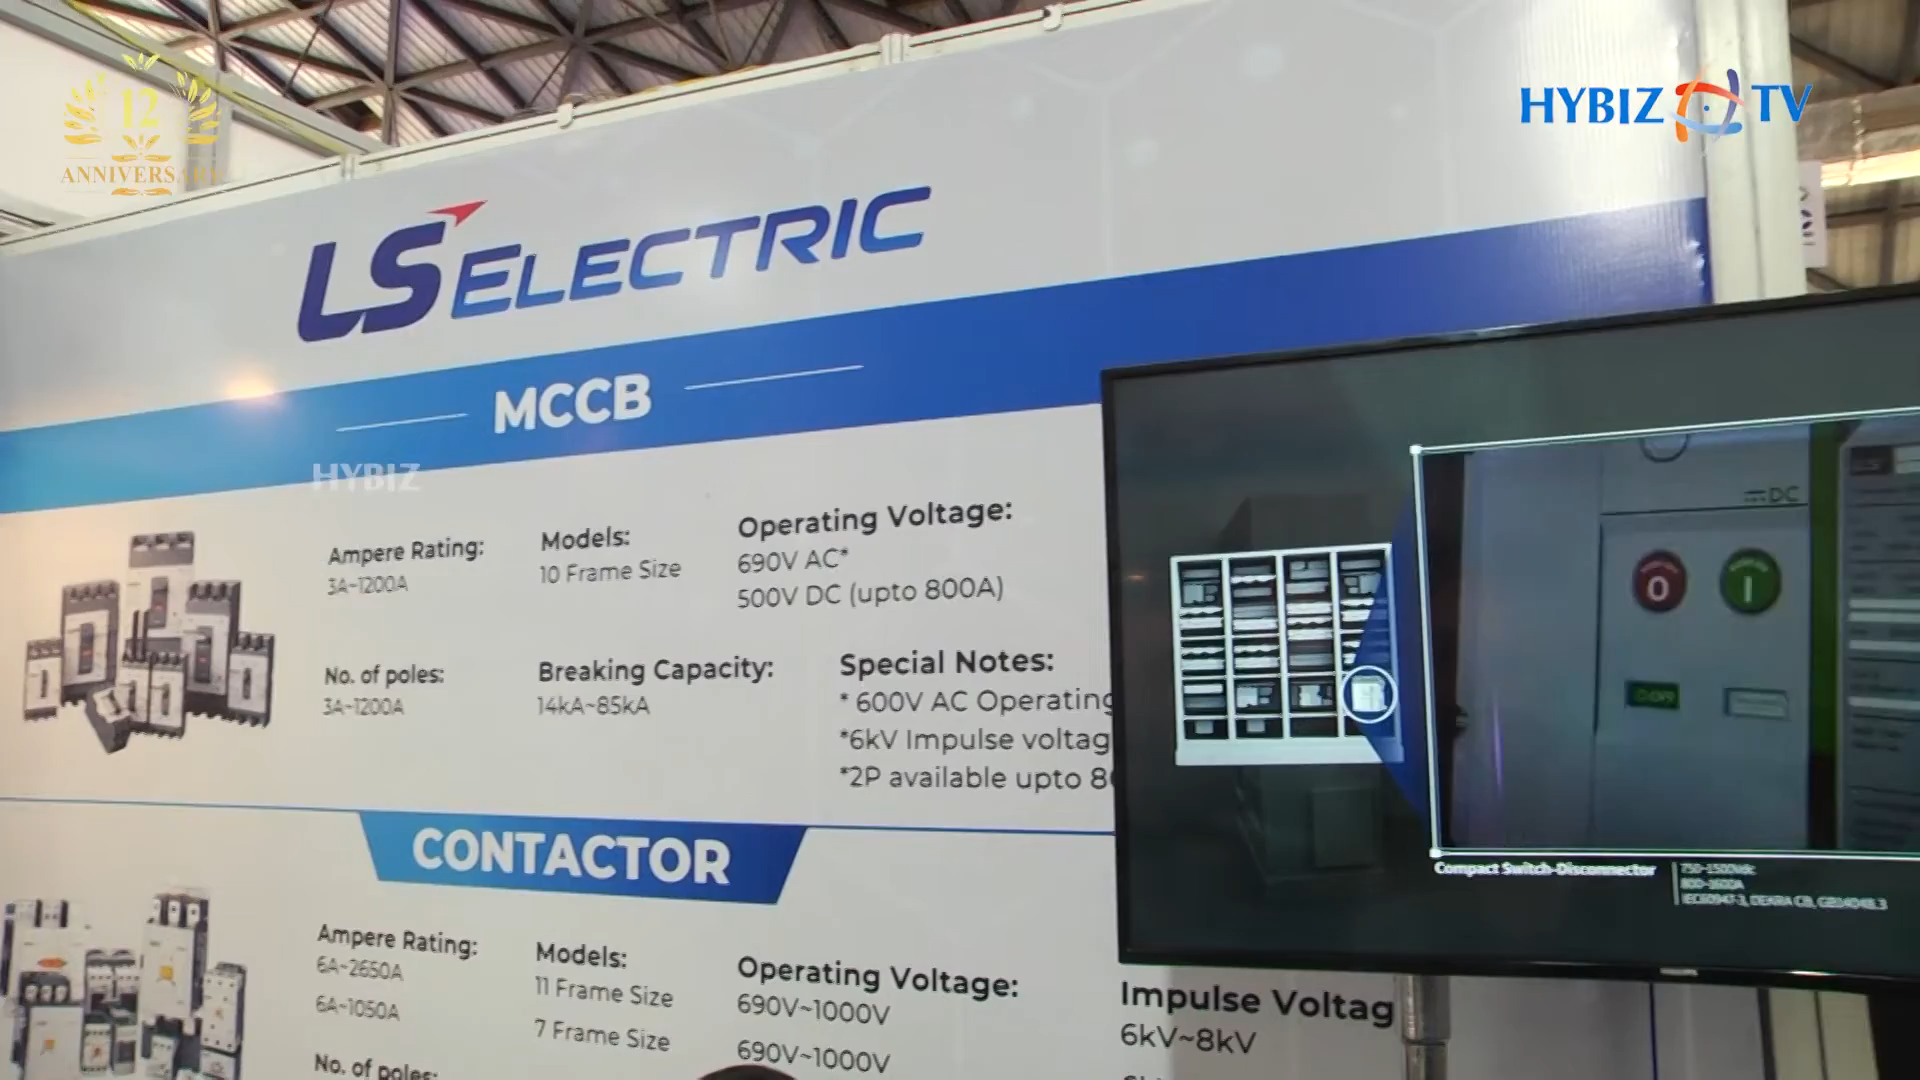 12
ANNIVERSARY
HYBIZ TV
LS ELECTRIC
MCCB
HYBIZ
Ampere Rating:
3A~1200A
Models:
10 Frame Size
Operating Voltage:
690V AC*
500V DC (upto 800A)
No. of poles:
3A~1200A
Breaking Capacity:
14kA~85kA
Special Notes:
* 600V AC Operating
*6kV Impulse voltag
*2P available upto 8
DC
0
I
Compact Switch-Disconnector
CONTACTOR
Ampere Rating:
6A~2650A
6A~1050A
Models:
11 Frame Size
7 Frame Size
Operating Voltage:
690V~1000V
690V~1000V
Impulse Voltag
6kV~8kV
No. of poles: